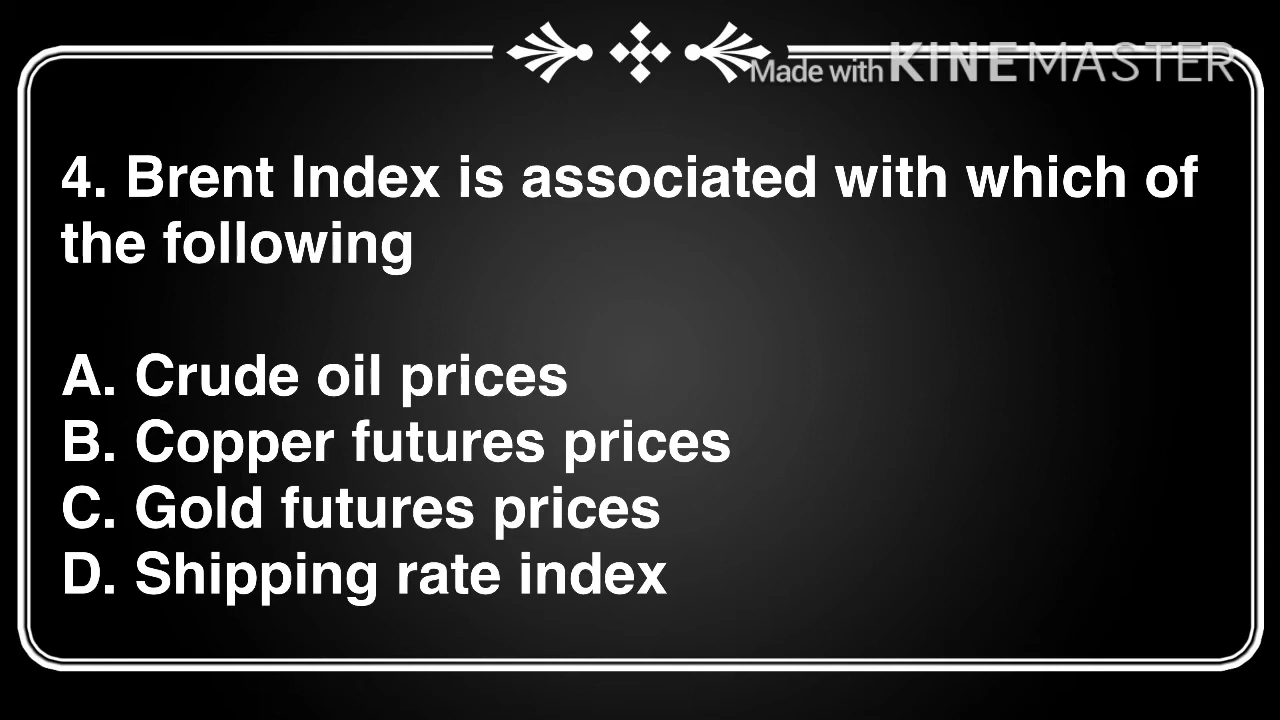 Made with KINEMASTER
4. Brent Index is associated with which of
the following
A. Crude oil prices
B. Copper futures prices
C. Gold futures prices
D. Shipping rate index